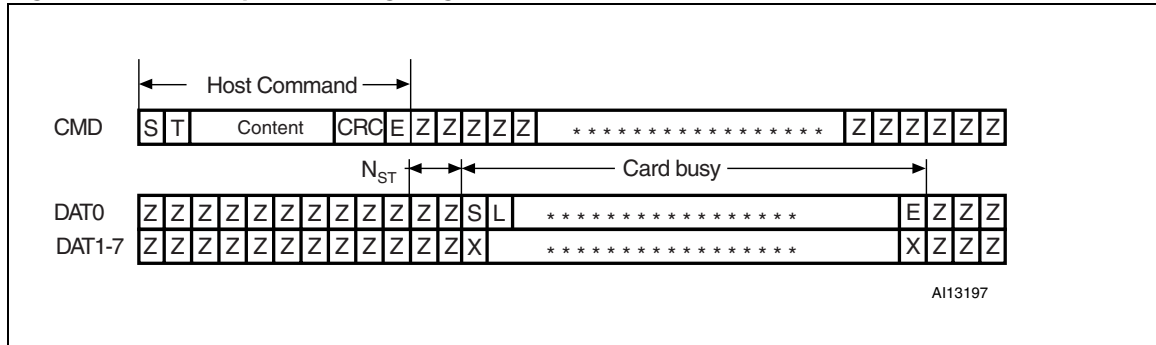 Host Command
CMD S T Content CRC E Z Z Z Z Z * * * * * * * * * * * * * * * * * Z Z Z Z Z Z
NST Card busy
DAT0 Z Z Z Z Z Z Z Z Z Z Z Z S L * * * * * * * * * * * * * * * * * E Z Z Z
DAT1-7 Z Z Z Z Z Z Z Z Z Z Z Z X * * * * * * * * * * * * * * * * * X Z Z Z
AI13197